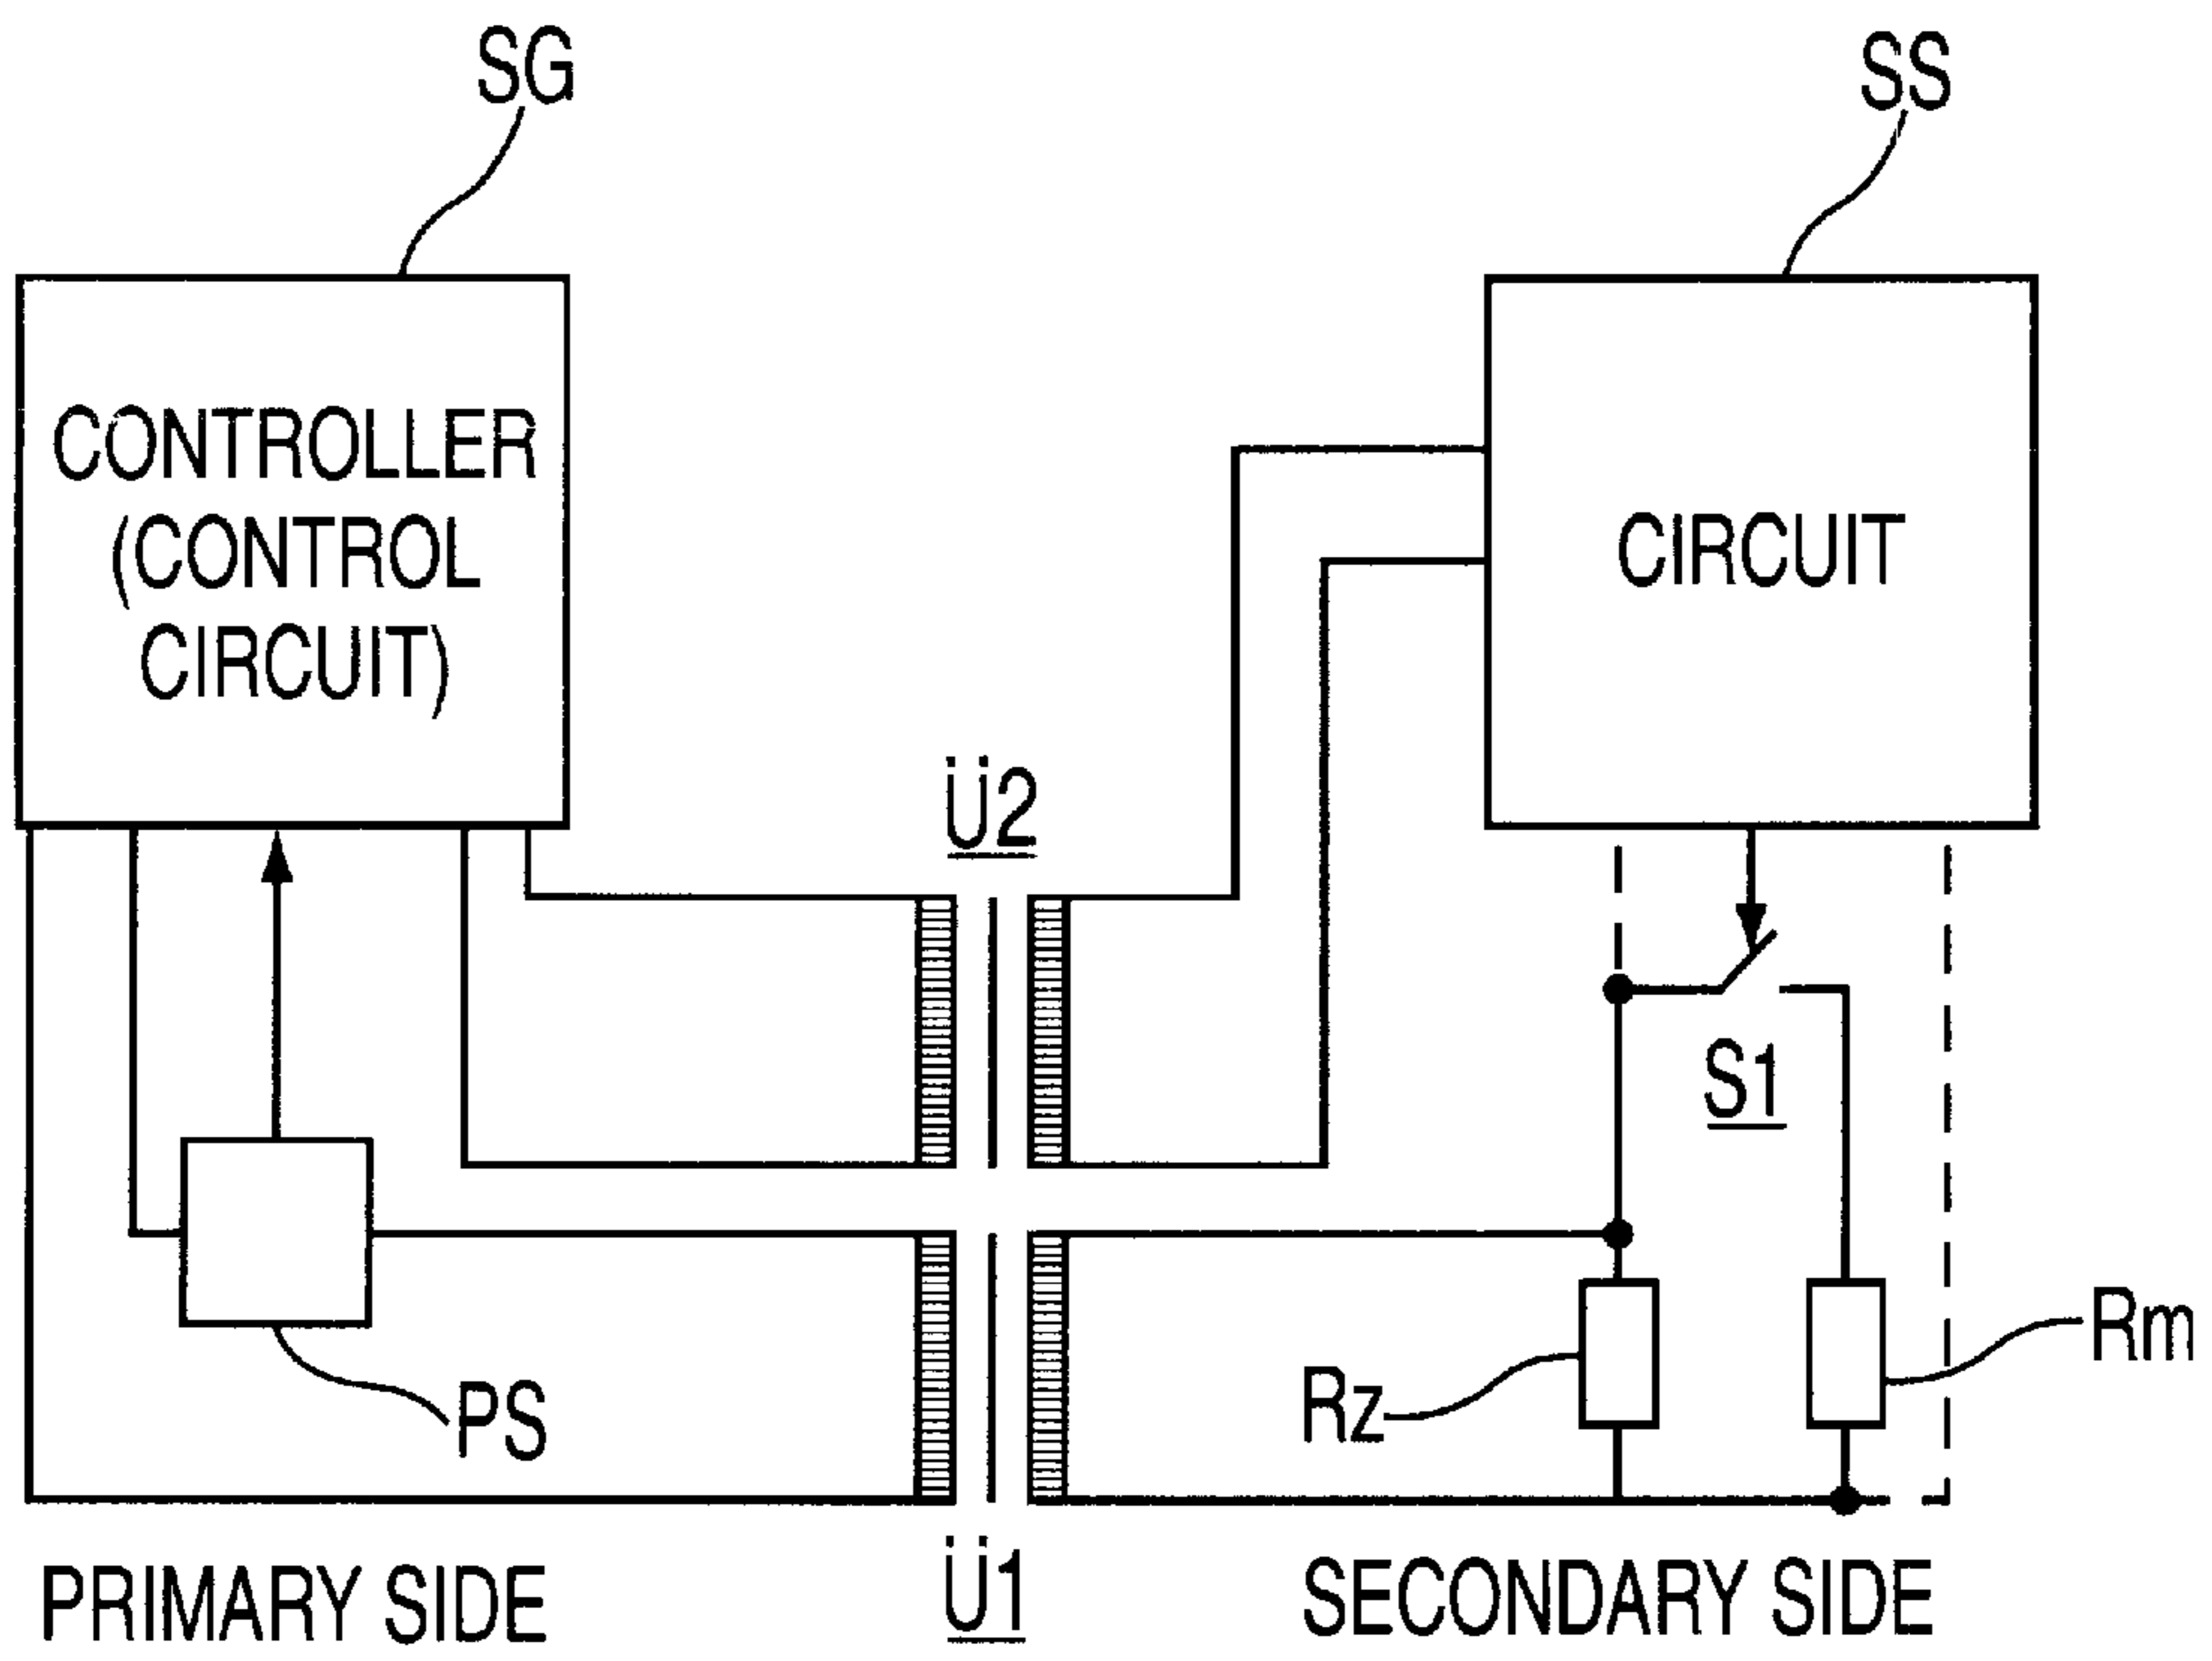 SG
SS
CONTROLLER
(CONTROL
CIRCUIT)
CIRCUIT
Ü2
S1
Rm
Rz
PS
Ü1
PRIMARY SIDE
SECONDARY SIDE